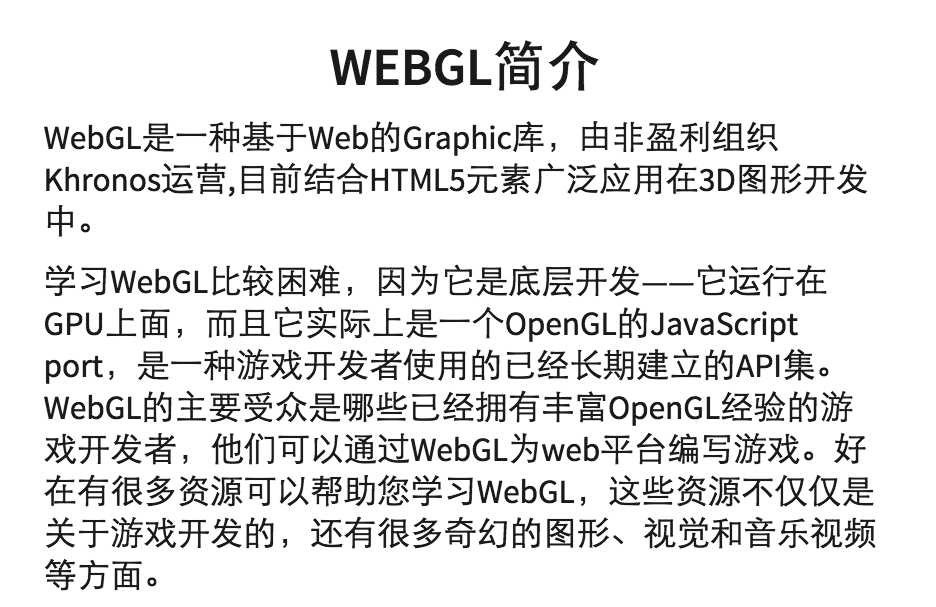 WEBGL简介
WebGL是一种基于Web的Graphic库，由非盈利组织
Khronos运营,目前结合HTML5元素广泛应用在3D图形开发
中。
学习WebGL比较困难，因为它是底层开发——它运行在
GPU上面，而且它实际上是一个OpenGL的JavaScript
port，是一种游戏开发者使用的已经长期建立的API集。
WebGL的主要受众是哪些已经拥有丰富OpenGL经验的游
戏开发者，他们可以通过WebGL为web平台编写游戏。好
在有很多资源可以帮助您学习WebGL，这些资源不仅仅是
关于游戏开发的，还有很多奇幻的图形、视觉和音乐视频
等方面。